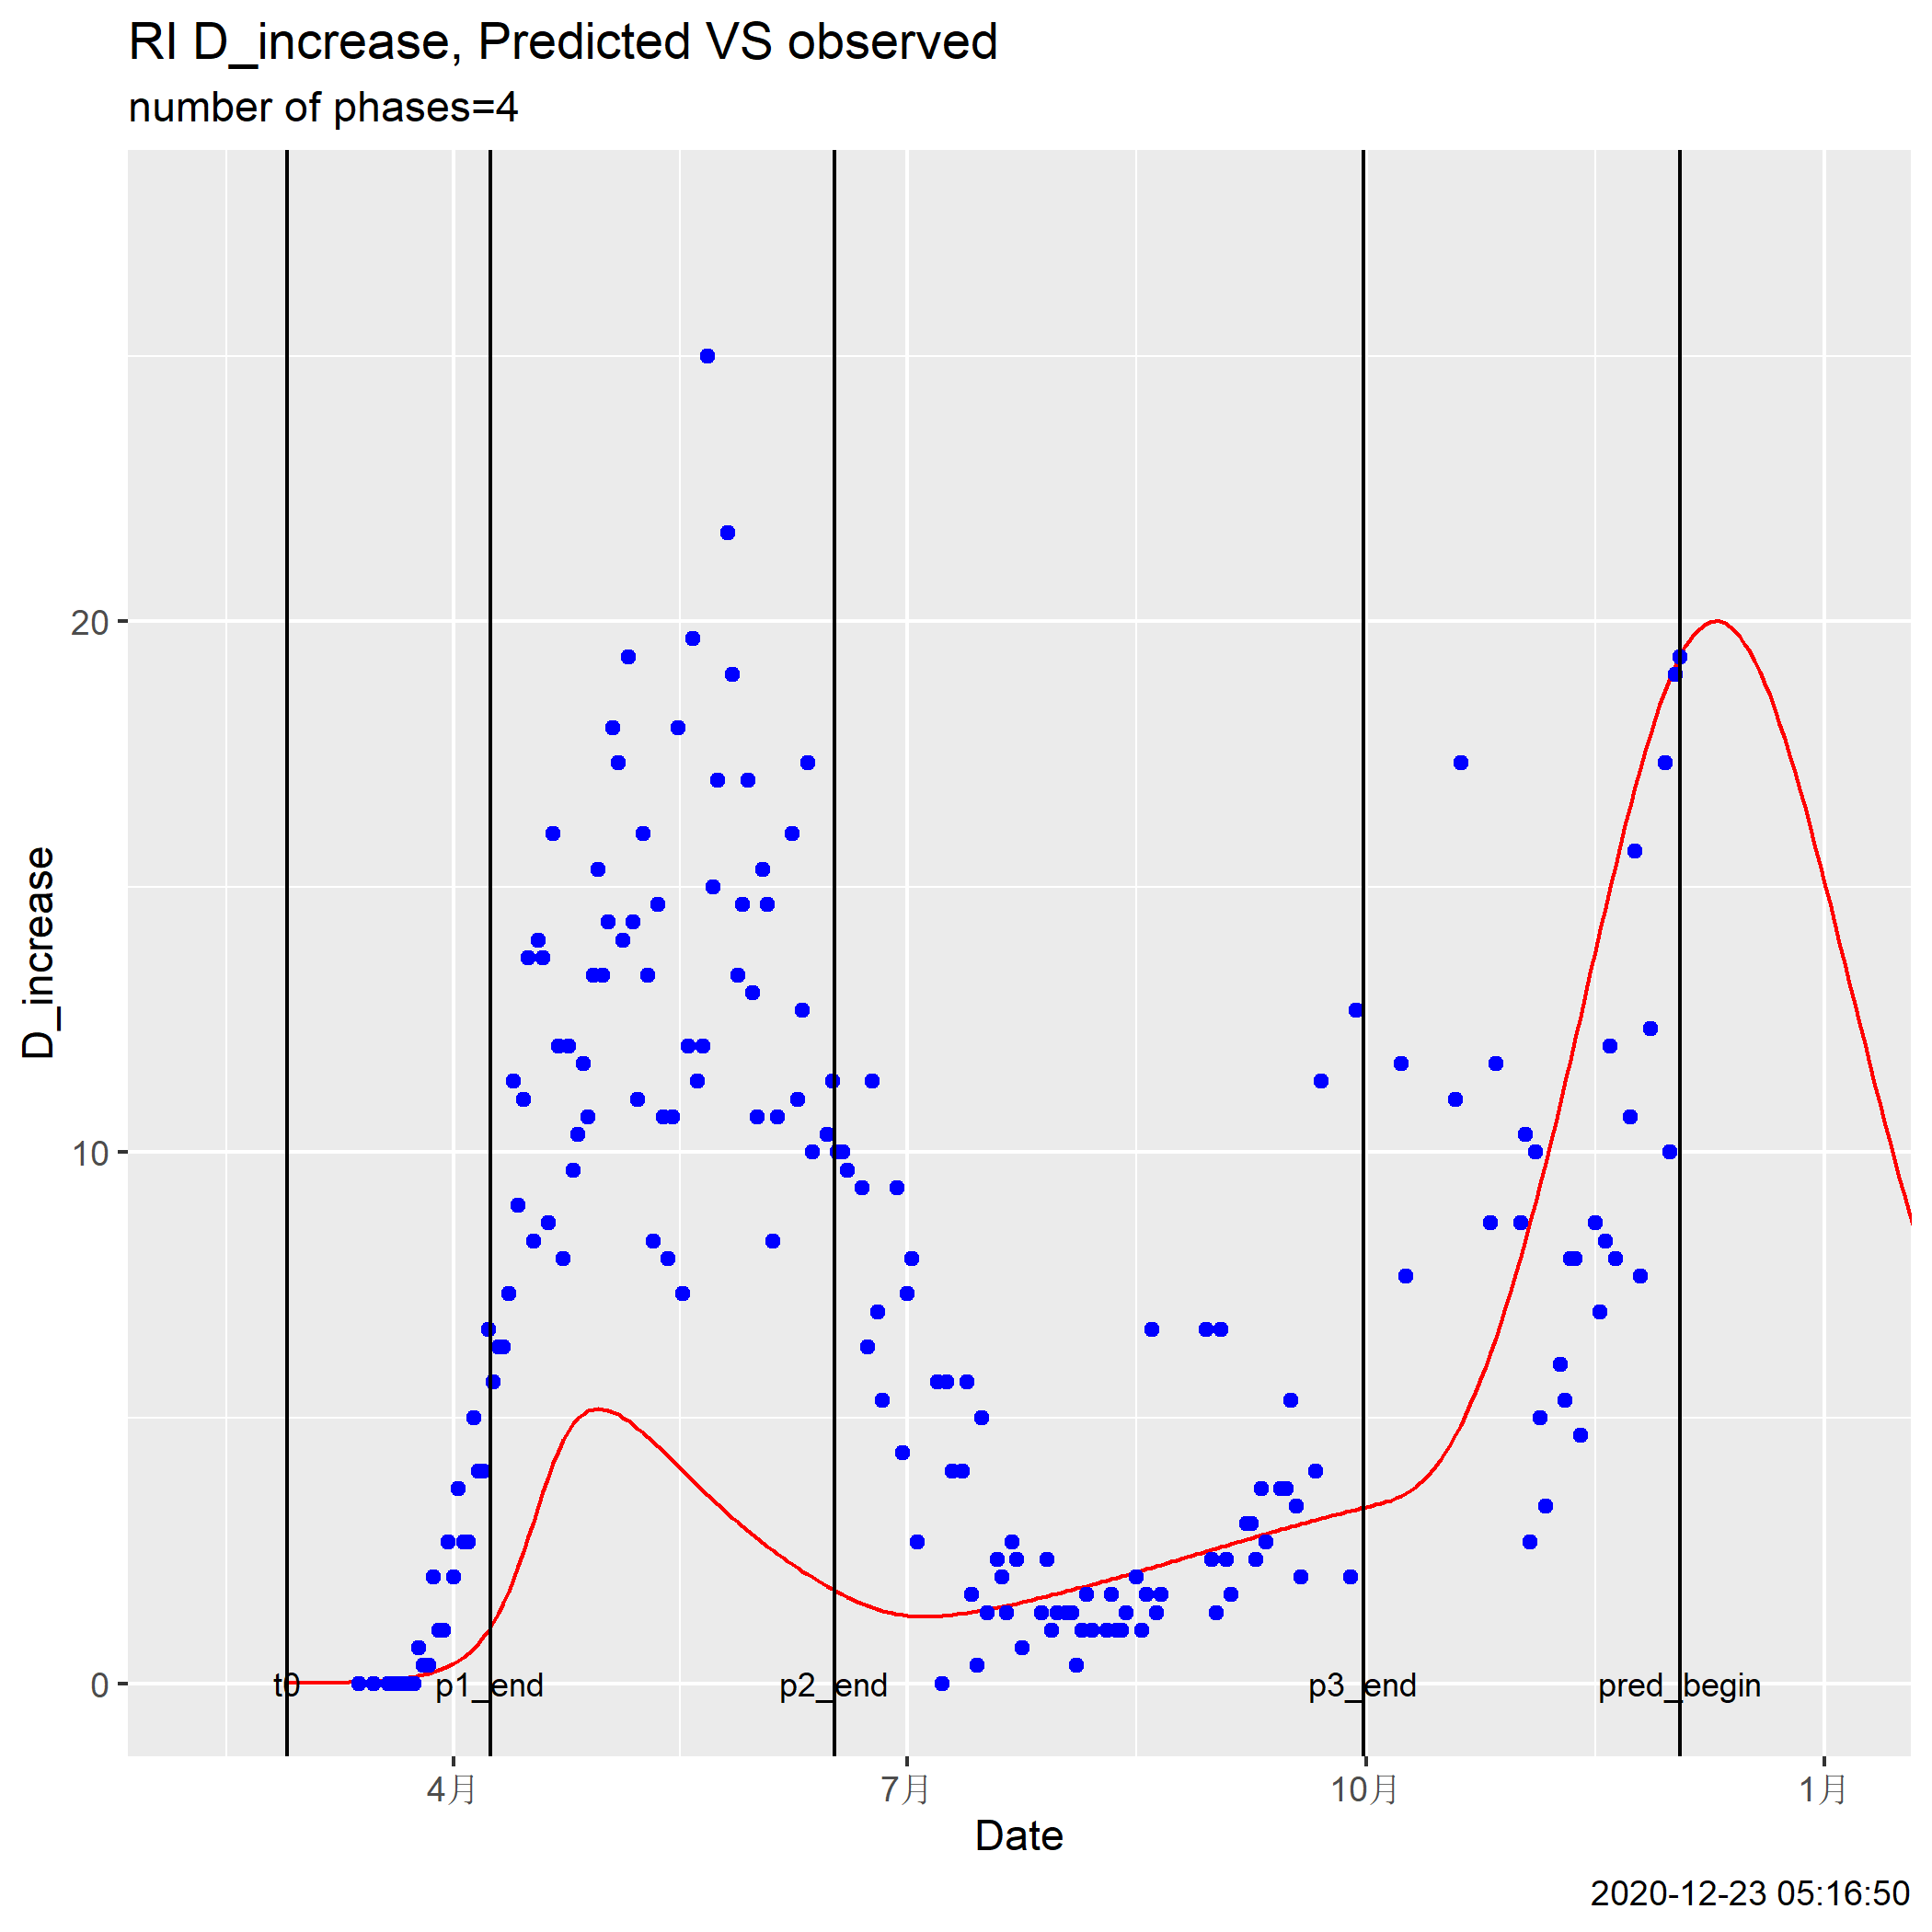 RI D_increase, Predicted VS observed
number of phases=4
D_increase
20
10
0
t0
p1_end
p2_end
p3_end
pred_begin
4月
7月
10月
1月
Date
2020-12-23 05:16:50